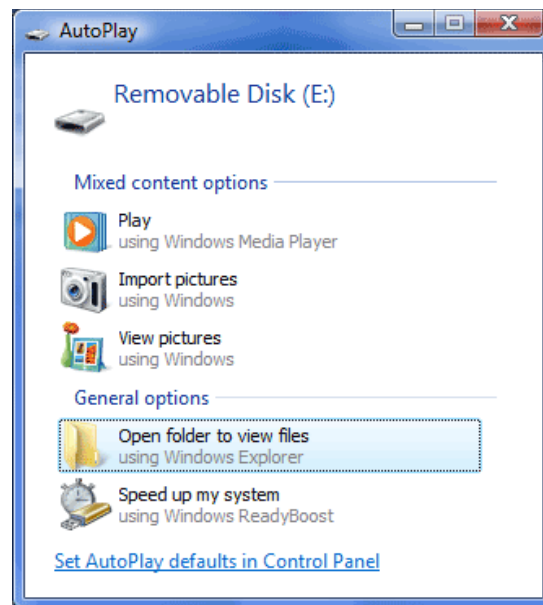 AutoPlay
Removable Disk (E:)
Mixed content options
Play
using Windows Media Player
Import pictures
using Windows
View pictures
using Windows
General options
Open folder to view files
using Windows Explorer
Speed up my system
using Windows ReadyBoost
Set AutoPlay defaults in Control Panel